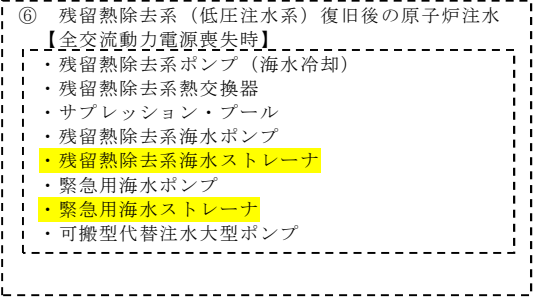 ⑥　残留熱除去系（低圧注水系）復旧後の原子炉注水
【全交流動力電源喪失時】
・残留熱除去系ポンプ（海水冷却）
・残留熱除去系熱交換器
・サプレッション・プール
・残留熱除去系海水ポンプ
・残留熱除去系海水ストレーナ
・緊急用海水ポンプ
・緊急用海水ストレーナ
・可搬型代替注水大型ポンプ